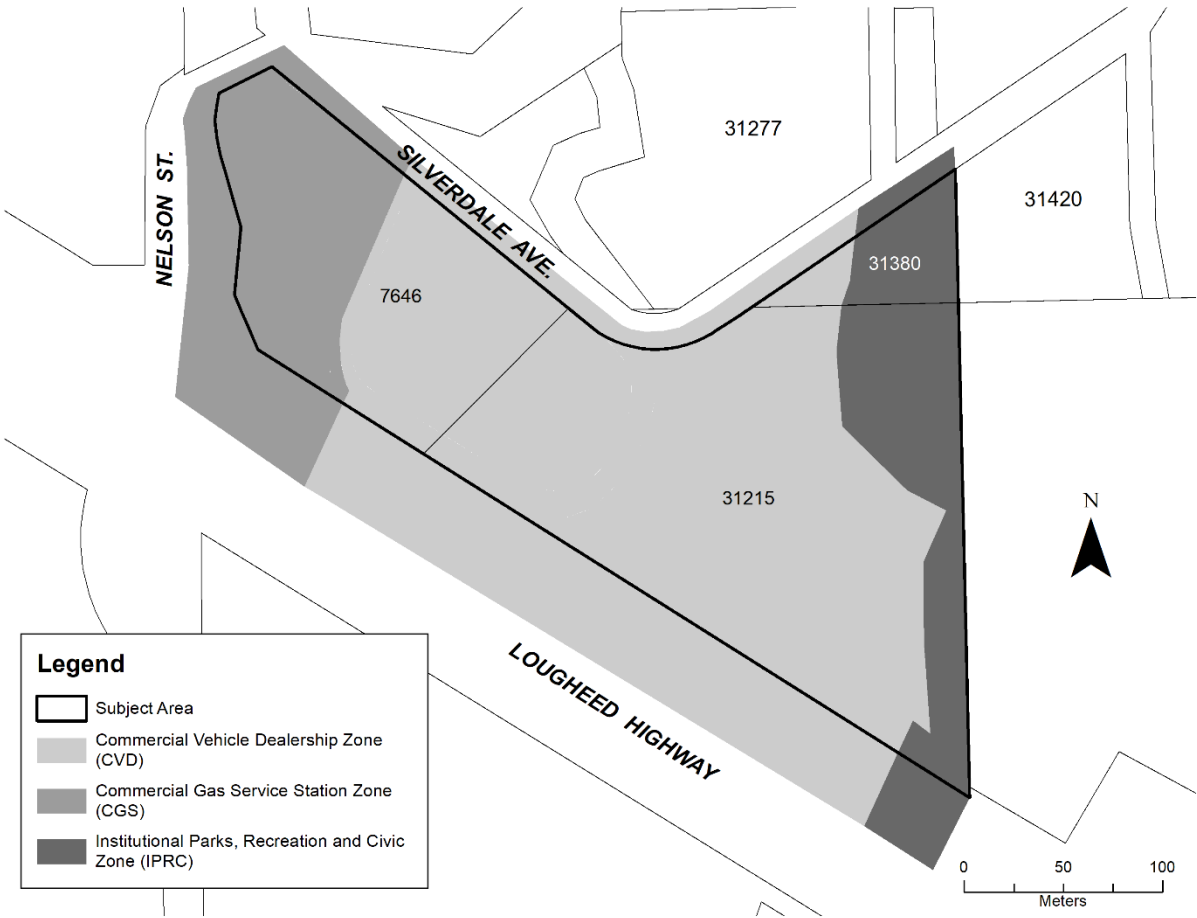 31277
31420
SILVERDALE AVE.
NELSON ST.
31380
7646
31215
N
LOUGHEED HIGHWAY
Legend
Subject Area
Commercial Vehicle Dealership Zone
(CVD)
Commercial Gas Service Station Zone
(CGS)
Institutional Parks, Recreation and Civic
Zone (IPRC)
0 50 100
Meters